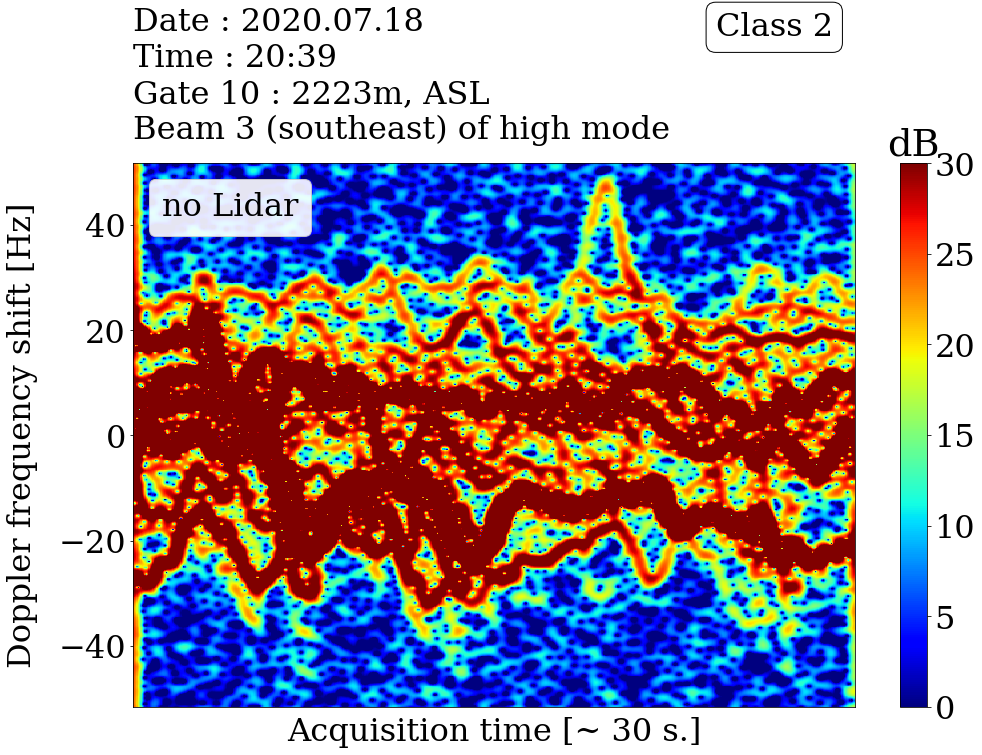 Date : 2020.07.18
Time : 20:39
Gate 10 : 2223m, ASL
Beam 3 (southeast) of high mode
Class 2
dB
no Lidar
Doppler frequency shift [Hz]
40
20
0
−20
−40
30
25
20
15
10
5
0
Acquisition time [~ 30 s.]